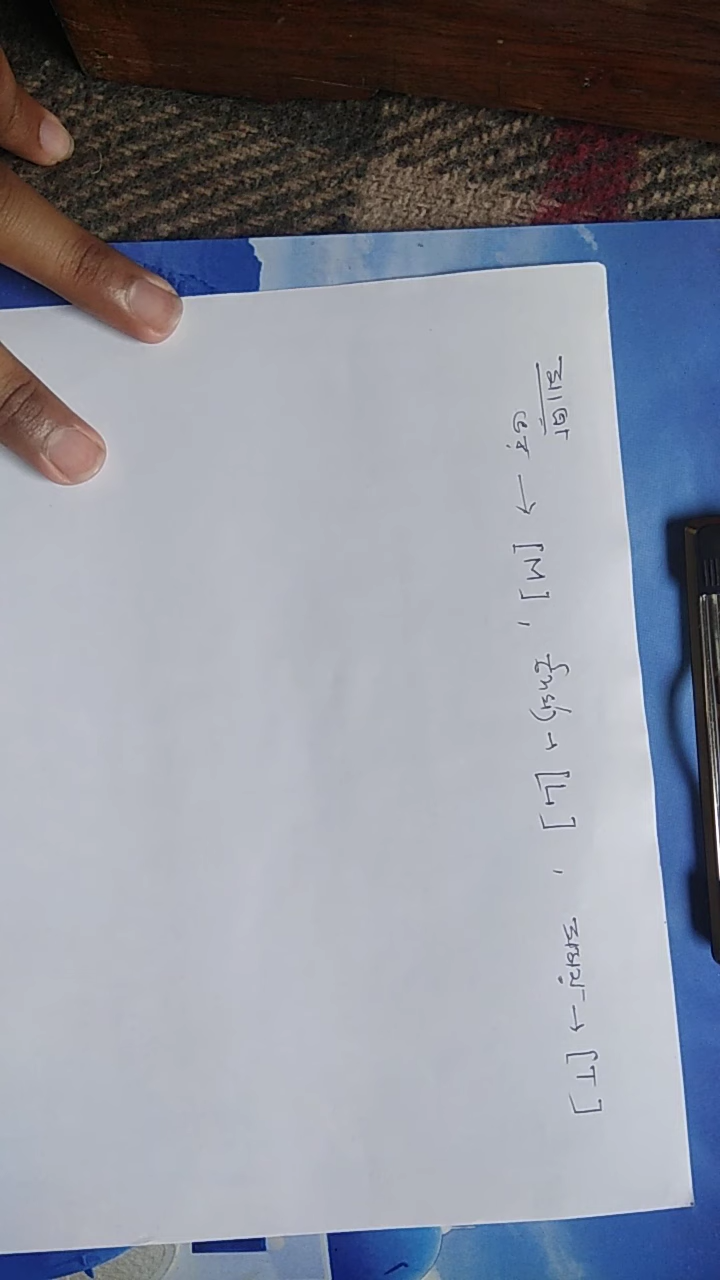 মাত্রা
ভর → [M] , দৈর্ঘ্য → [L] , সময় → [T]